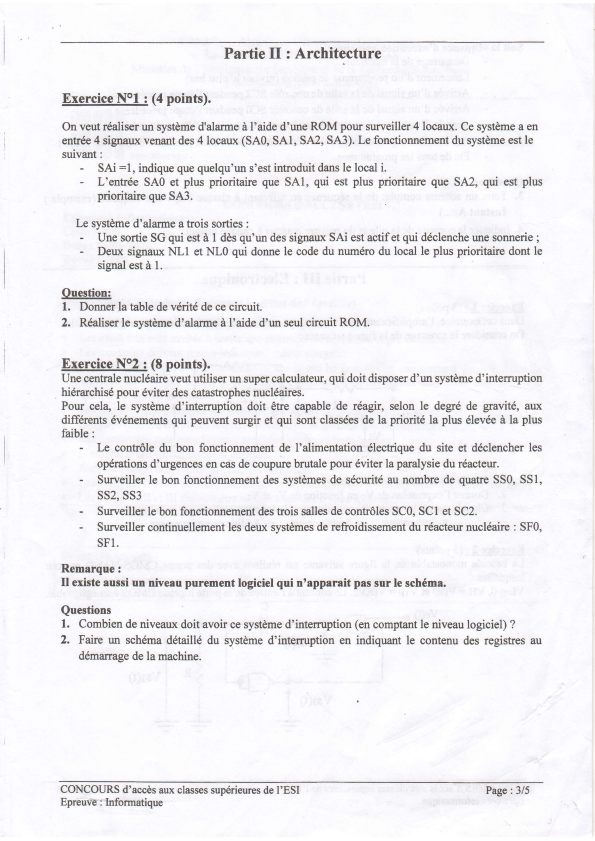 Partie II : Architecture
Exercice N°1 : (4 points).
On veut réaliser un système d'alarme à l'aide d'une ROM pour surveiller 4 locaux. Ce système a en
entrée 4 signaux venant des 4 locaux (SA0, SA1, SA2, SA3). Le fonctionnement du système est le
suivant :
- SAi =1, indique que quelqu'un s'est introduit dans le local i.
- L'entrée SA0 et plus prioritaire que SA1, qui est plus prioritaire que SA2, qui est plus
prioritaire que SA3.
Le système d'alarme a trois sorties :
- Une sortie SG qui est à 1 dès qu'un des signaux SAi est actif et qui déclenche une sonnerie ;
- Deux signaux NL1 et NL0 qui donne le code du numéro du local le plus prioritaire dont le
signal est à 1.
Question:
1. Donner la table de vérité de ce circuit.
2. Réaliser le système d'alarme à l'aide d'un seul circuit ROM.
Exercice N°2 : (8 points).
Une centrale nucléaire veut utiliser un super calculateur, qui doit disposer d'un système d'interruption
hiérarchisé pour éviter des catastrophes nucléaires.
Pour cela, le système d'interruption doit être capable de réagir, selon le degré de gravité, aux
différents événements qui peuvent surgir et qui sont classées de la priorité la plus élevée à la plus
faible :
- Le contrôle du bon fonctionnement de l'alimentation électrique du site et déclencher les
opérations d'urgences en cas de coupure brutale pour éviter la paralysie du réacteur.
- Surveiller le bon fonctionnement des systèmes de sécurité au nombre de quatre SS0, SS1,
SS2, SS3
- Surveiller le bon fonctionnement des trois salles de contrôles SC0, SC1 et SC2.
- Surveiller continuellement les deux systèmes de refroidissement du réacteur nucléaire : SF0,
SF1.
Remarque :
Il existe aussi un niveau purement logiciel qui n'apparait pas sur le schéma.
Questions
1. Combien de niveaux doit avoir ce système d'interruption (en comptant le niveau logiciel) ?
2. Faire un schéma détaillé du système d'interruption en indiquant le contenu des registres au
démarrage de la machine.
CONCOURS d'accès aux classes supérieures de l'ESI Page : 3/5
Epreuve : Informatique